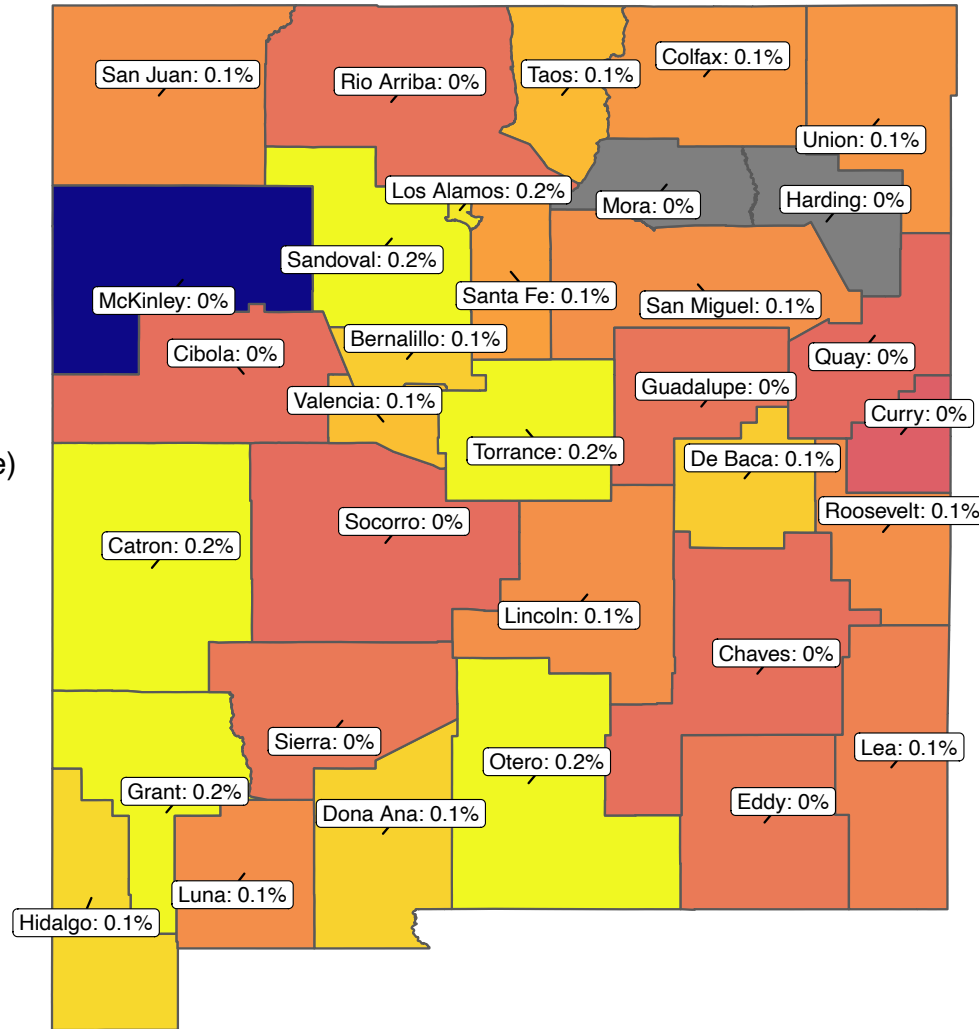 Colfax: 0.1%
San Juan: 0.1%
Rio Arriba: 0%
Taos: 0.1%
Union: 0.1%
Los Alamos: 0.2%
Mora: 0%
Harding: 0%
Sandoval: 0.2%
McKinley: 0%
Santa Fe: 0.1%
San Miguel: 0.1%
Bernalillo: 0.1%
Cibola: 0%
Quay: 0%
Guadalupe: 0%
Valencia: 0.1%
Curry: 0%
Torrance: 0.2%
De Baca: 0.1%
e)
Socorro: 0%
Roosevelt: 0.1%
Catron: 0.2%
Lincoln: 0.1%
Chaves: 0%
Sierra: 0%
Lea: 0.1%
Otero: 0.2%
Grant: 0.2%
Eddy: 0%
Dona Ana: 0.1%
Luna: 0.1%
Hidalgo: 0.1%